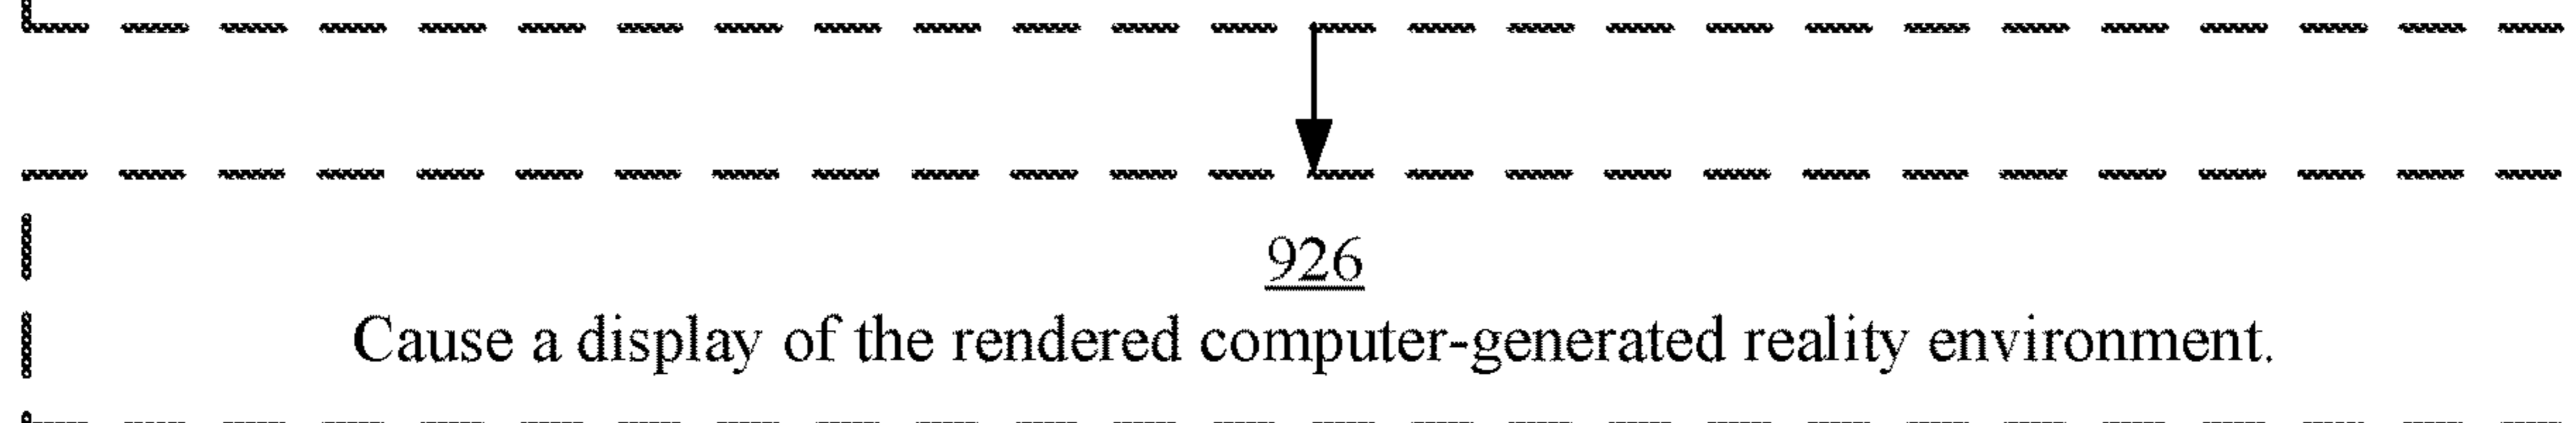 926
Cause a display of the rendered computer-generated reality environment.